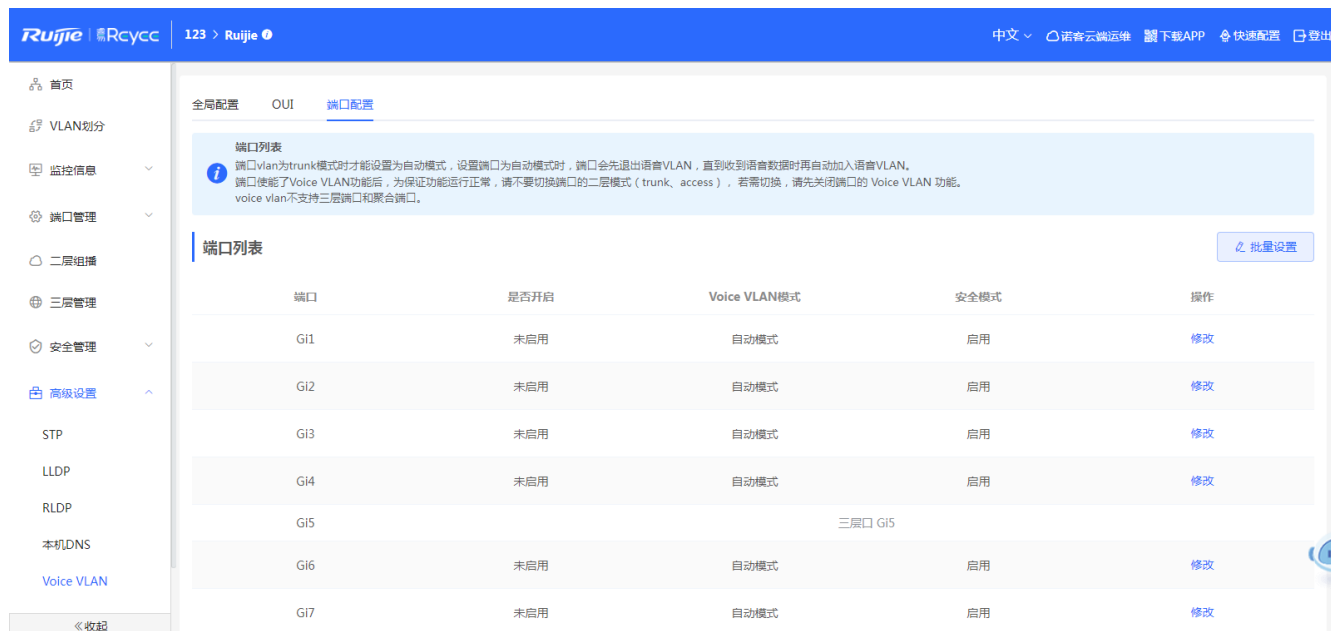 Ruijie Rcycc 123 > Ruijie 中文 诺客云端运维 下载APP 快速配置 登出
首页
VLAN划分
监控信息
端口管理
二层组播
三层管理
安全管理
高级设置
STP
LLDP
RLDP
本机DNS
Voice VLAN
《收起
全局配置 OUI 端口配置
端口列表
端口vlan为trunk模式时才能设置为自动模式，设置端口为自动模式时，端口会先退出语音VLAN，直到收到语音数据时再自动加入语音VLAN。
端口使能了Voice VLAN功能后，为保证功能运行正常，请不要切换端口的二层模式（trunk、access），若需切换，请先关闭端口的 Voice VLAN 功能。
voice vlan不支持三层端口和聚合端口。
端口列表 批量设置
端口 是否开启 Voice VLAN模式 安全模式 操作
Gi1 未启用 自动模式 启用 修改
Gi2 未启用 自动模式 启用 修改
Gi3 未启用 自动模式 启用 修改
Gi4 未启用 自动模式 启用 修改
Gi5 三层口 Gi5
Gi6 未启用 自动模式 启用 修改
Gi7 未启用 自动模式 启用 修改